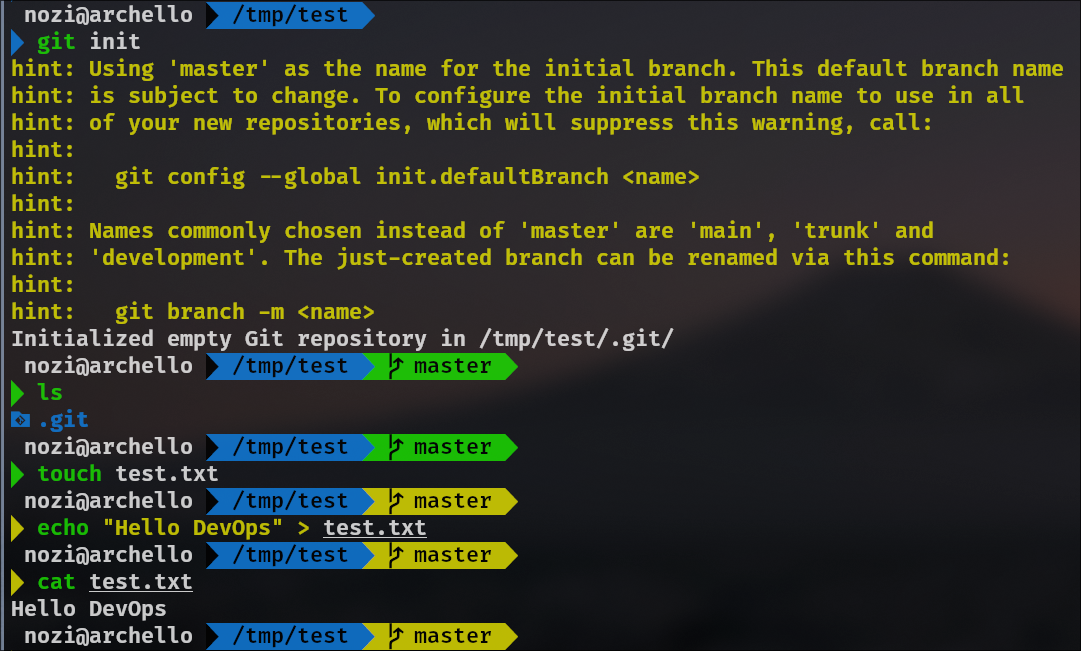 nozi@archello /tmp/test
git init
hint: Using 'master' as the name for the initial branch. This default branch name
hint: is subject to change. To configure the initial branch name to use in all
hint: of your new repositories, which will suppress this warning, call:
hint:
hint:   git config --global init.defaultBranch <name>
hint:
hint: Names commonly chosen instead of 'master' are 'main', 'trunk' and
hint: 'development'. The just-created branch can be renamed via this command:
hint:
hint:   git branch -m <name>
Initialized empty Git repository in /tmp/test/.git/
nozi@archello /tmp/test master
ls
.git
nozi@archello /tmp/test master
touch test.txt
nozi@archello /tmp/test master
echo "Hello DevOps" > test.txt
nozi@archello /tmp/test master
cat test.txt
Hello DevOps
nozi@archello /tmp/test master